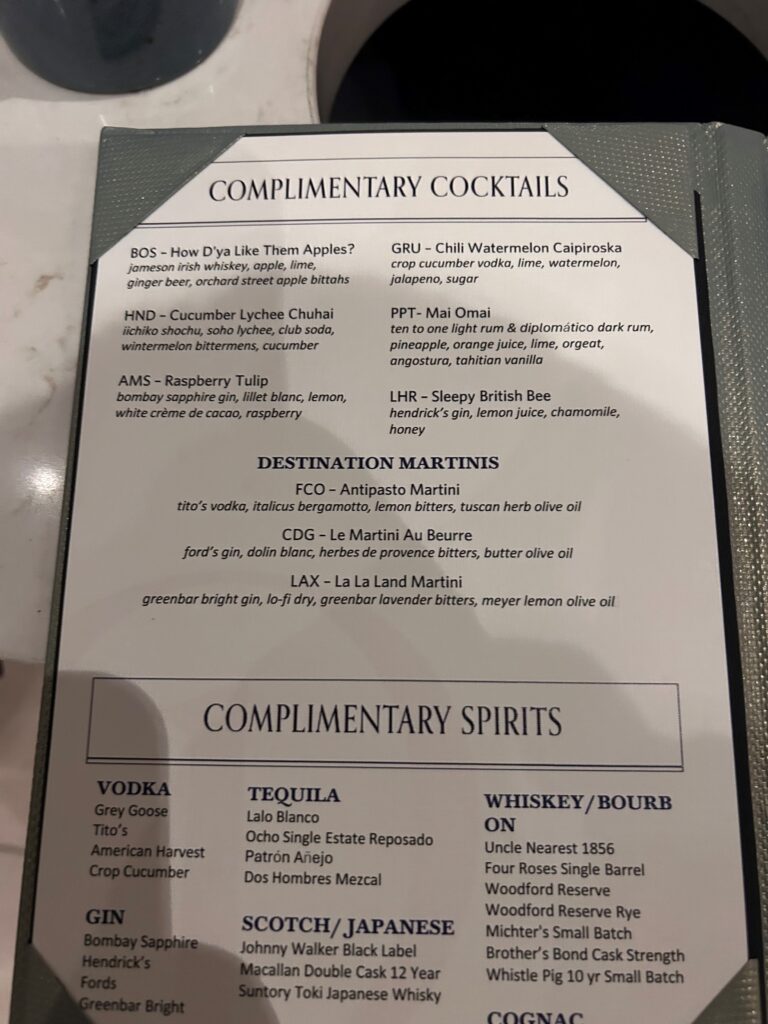 COMPLIMENTARY COCKTAILS
BOS – How D'ya Like Them Apples?
jameson irish whiskey, apple, lime,
ginger beer, orchard street apple bittahs
HND – Cucumber Lychee Chuhai
iichiko shochu, soho lychee, club soda,
wintermelon bittermens, cucumber
AMS – Raspberry Tulip
bombay sapphire gin, lillet blanc, lemon,
white crème de cacao, raspberry
GRU – Chili Watermelon Caipiroska
crop cucumber vodka, lime, watermelon,
jalapeno, sugar
PPT- Mai Omai
ten to one light rum & diplomático dark rum,
pineapple, orange juice, lime, orgeat,
angostura, tahitian vanilla
LHR – Sleepy British Bee
hendrick's gin, lemon juice, chamomile,
honey
DESTINATION MARTINIS
FCO – Antipasto Martini
tito's vodka, italicus bergamotto, lemon bitters, tuscan herb olive oil
CDG – Le Martini Au Beurre
ford's gin, dolin blanc, herbes de provence bitters, butter olive oil
LAX – La La Land Martini
greenbar bright gin, lo-fi dry, greenbar lavender bitters, meyer lemon olive oil
COMPLIMENTARY SPIRITS
VODKA
Grey Goose
Tito's
American Harvest
Crop Cucumber
GIN
Bombay Sapphire
Hendrick's
Fords
Greenbar Bright
TEQUILA
Lalo Blanco
Ocho Single Estate Reposado
Patrón Añejo
Dos Hombres Mezcal
SCOTCH/JAPANESE
Johnny Walker Black Label
Macallan Double Cask 12 Year
Suntory Toki Japanese Whisky
WHISKEY/BOURB
ON
Uncle Nearest 1856
Four Roses Single Barrel
Woodford Reserve
Woodford Reserve Rye
Michter's Small Batch
Brother's Bond Cask Strength
Whistle Pig 10 yr Small Batch
COGNAC